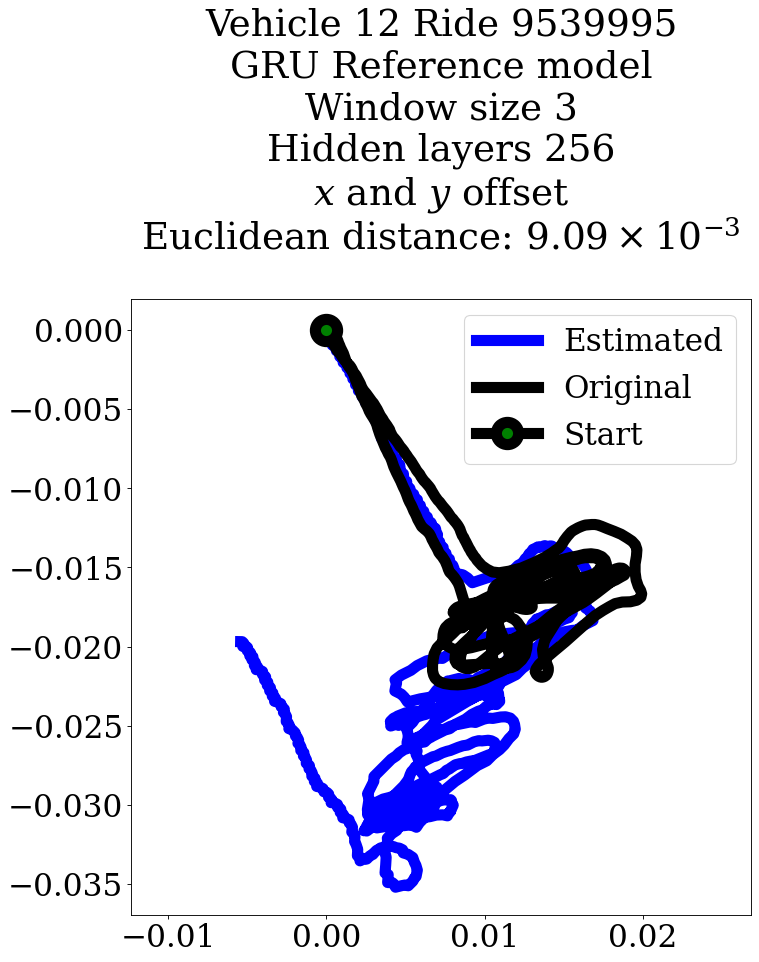 Vehicle 12 Ride 9539995
GRU Reference model
Window size 3
Hidden layers 256
x and y offset
Euclidean distance: 9.09 × 10⁻³
Estimated
Original
Start
0.000
−0.005
−0.010
−0.015
−0.020
−0.025
−0.030
−0.035
−0.01 0.00 0.01 0.02